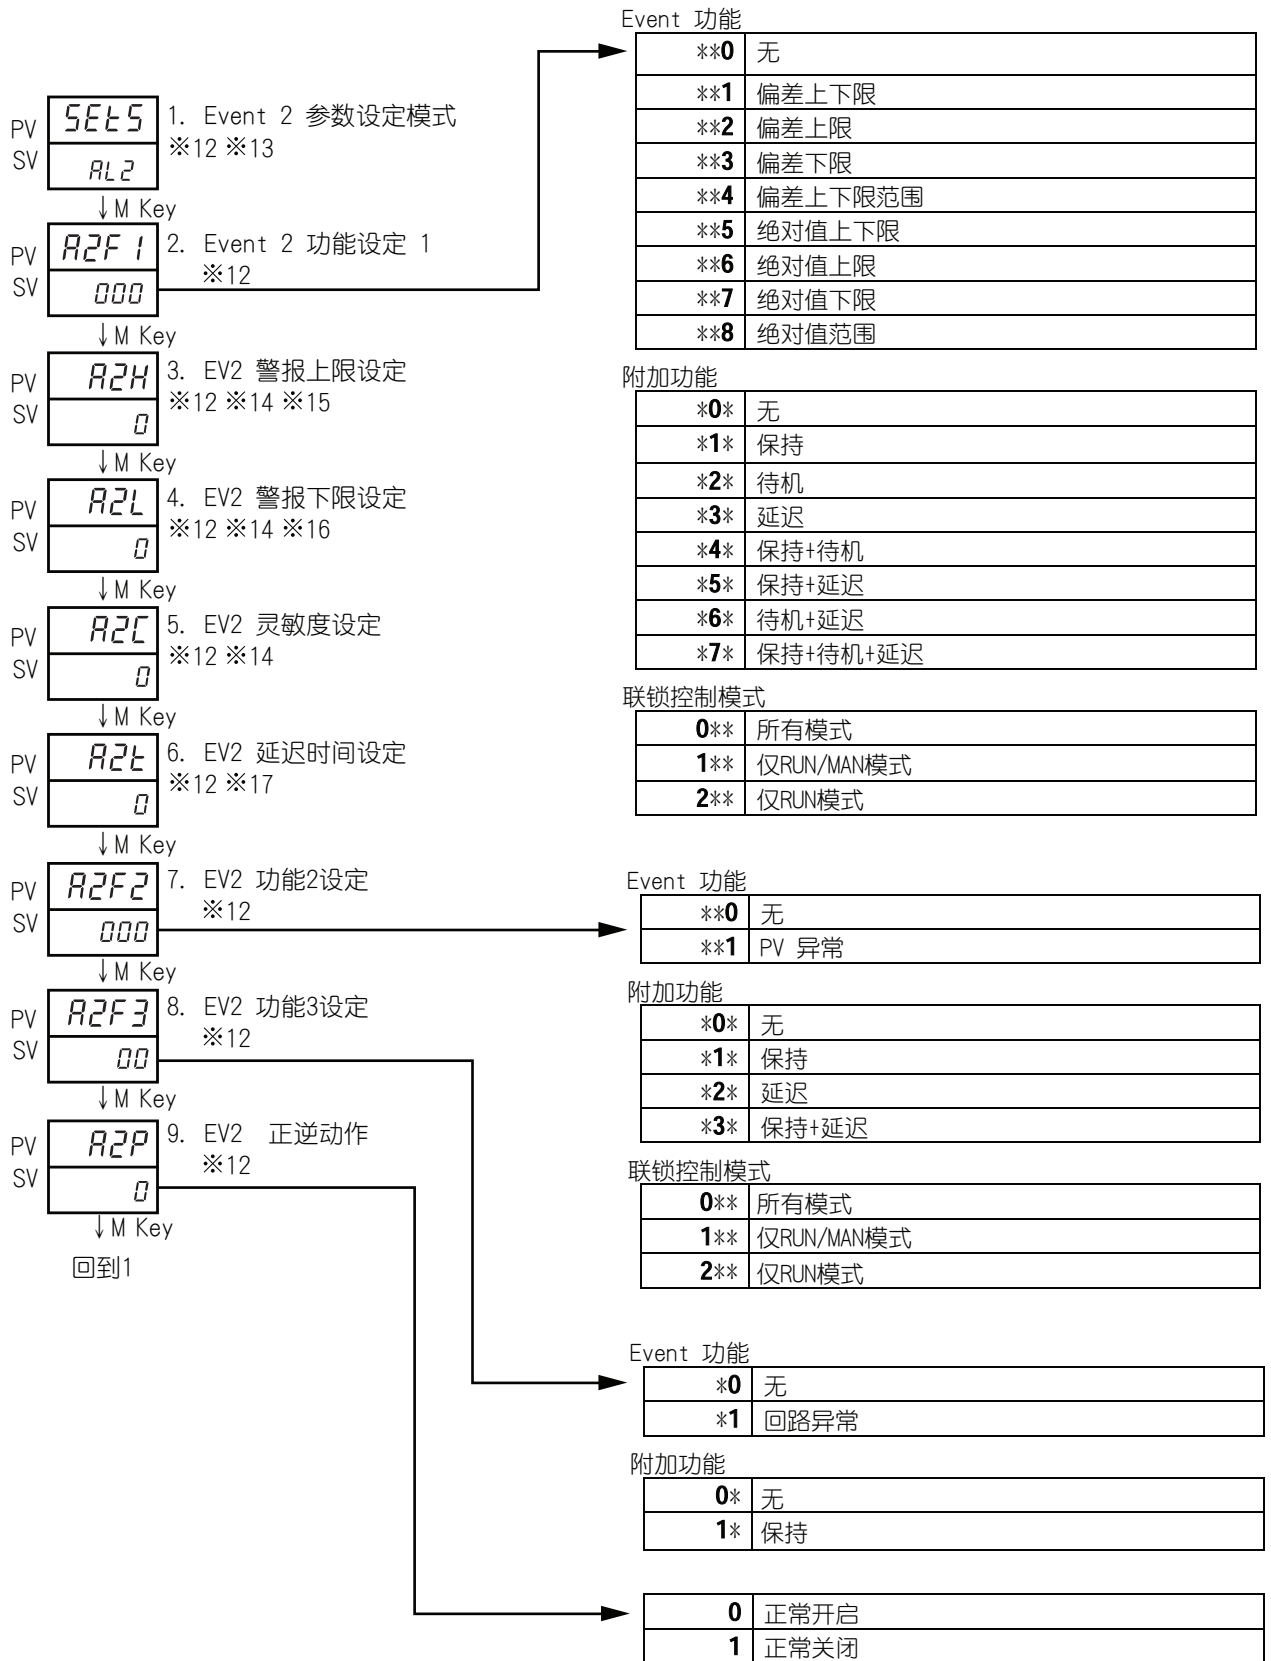 PV SEtS 1. Event 2 参数设定模式
SV AL2 ※12 ※13
↓M Key
PV A2F1 2. Event 2 功能设定 1
SV 000 ※12
↓M Key
PV A2H 3. EV2 警报上限设定
SV 0 ※12 ※14 ※15
↓M Key
PV A2L 4. EV2 警报下限设定
SV 0 ※12 ※14 ※16
↓M Key
PV A2C 5. EV2 灵敏度设定
SV 0 ※12 ※14
↓M Key
PV A2t 6. EV2 延迟时间设定
SV 0 ※12 ※17
↓M Key
PV A2F2 7. EV2 功能2设定
SV 000 ※12
↓M Key
PV A2F3 8. EV2 功能3设定
SV 00 ※12
↓M Key
PV A2P 9. EV2 正逆动作
SV 0 ※12
↓M Key
回到1
Event 功能
**0 无
**1 偏差上下限
**2 偏差上限
**3 偏差下限
**4 偏差上下限范围
**5 绝对值上下限
**6 绝对值上限
**7 绝对值下限
**8 绝对值范围
附加功能
*0* 无
*1* 保持
*2* 待机
*3* 延迟
*4* 保持+待机
*5* 保持+延迟
*6* 待机+延迟
*7* 保持+待机+延迟
联锁控制模式
0** 所有模式
1** 仅RUN/MAN模式
2** 仅RUN模式
Event 功能
**0 无
**1 PV 异常
附加功能
*0* 无
*1* 保持
*2* 延迟
*3* 保持+延迟
联锁控制模式
0** 所有模式
1** 仅RUN/MAN模式
2** 仅RUN模式
Event 功能
*0 无
*1 回路异常
附加功能
0* 无
1* 保持
0 正常开启
1 正常关闭